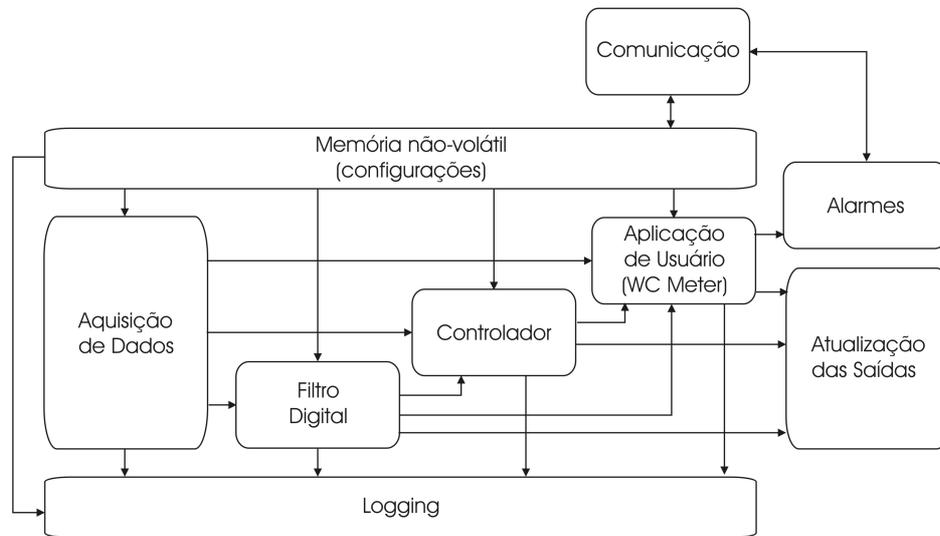 Comunicação
Memória não-volátil
(configurações)
Alarmes
Aplicação
de Usuário
(WC Meter)
Aquisição
de Dados
Controlador
Atualização
das Saídas
Filtro
Digital
Logging